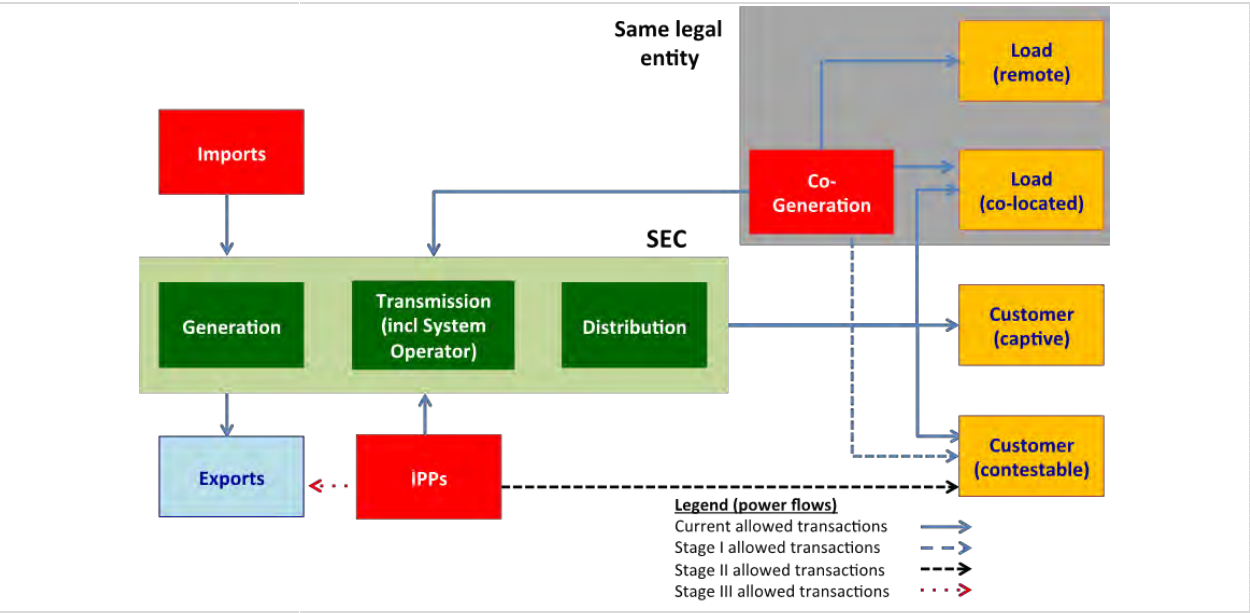 Same legal
entity
Load
(remote)
Imports
Co-
Generation
Load
(co-located)
SEC
Generation
Transmission
(incl System
Operator)
Distribution
Customer
(captive)
Exports
IPPs
Customer
(contestable)
Legend (power flows)
Current allowed transactions
Stage I allowed transactions
Stage II allowed transactions
Stage III allowed transactions